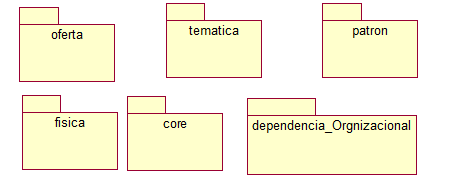 oferta
tematica
patron
fisica
core
dependencia_Orgnizacional